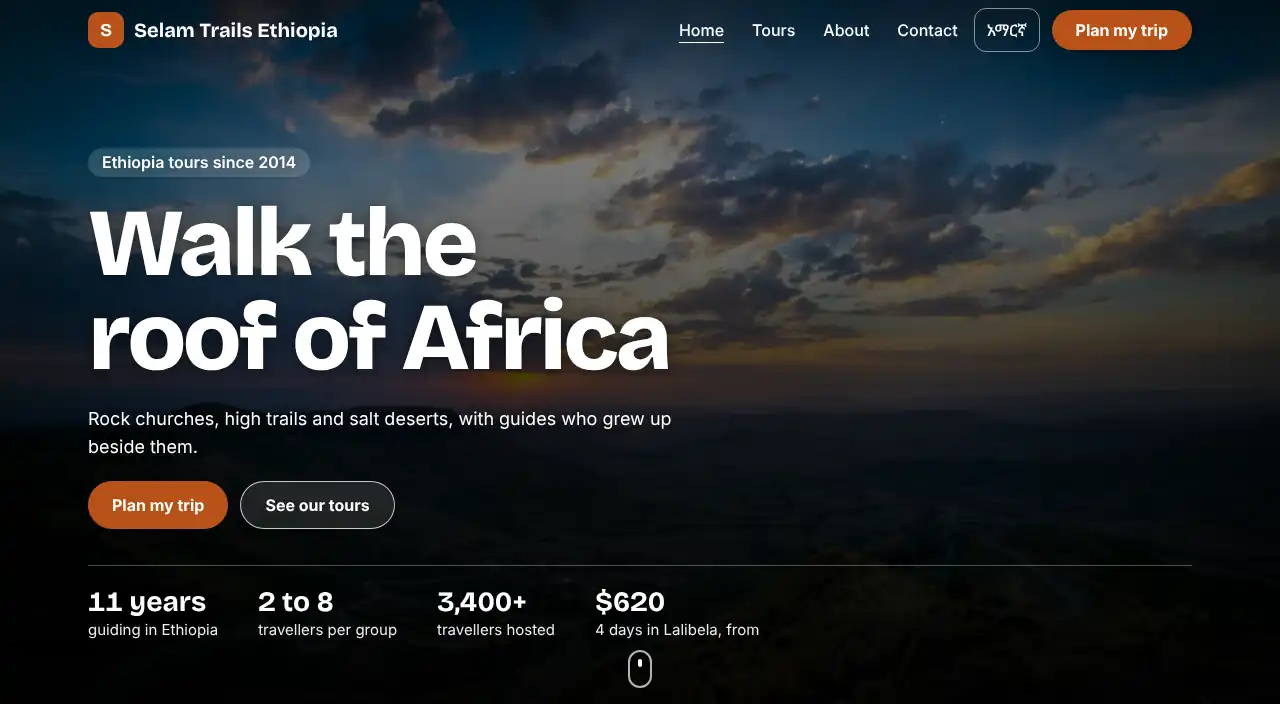 S
Selam Trails Ethiopia
Home
Tours
About
Contact
አማርኛ
Plan my trip
Ethiopia tours since 2014
Walk the
roof of Africa
Rock churches, high trails and salt deserts, with guides who grew up
beside them.
Plan my trip
See our tours
11 years
guiding in Ethiopia
2 to 8
travellers per group
3,400+
travellers hosted
$620
4 days in Lalibela, from